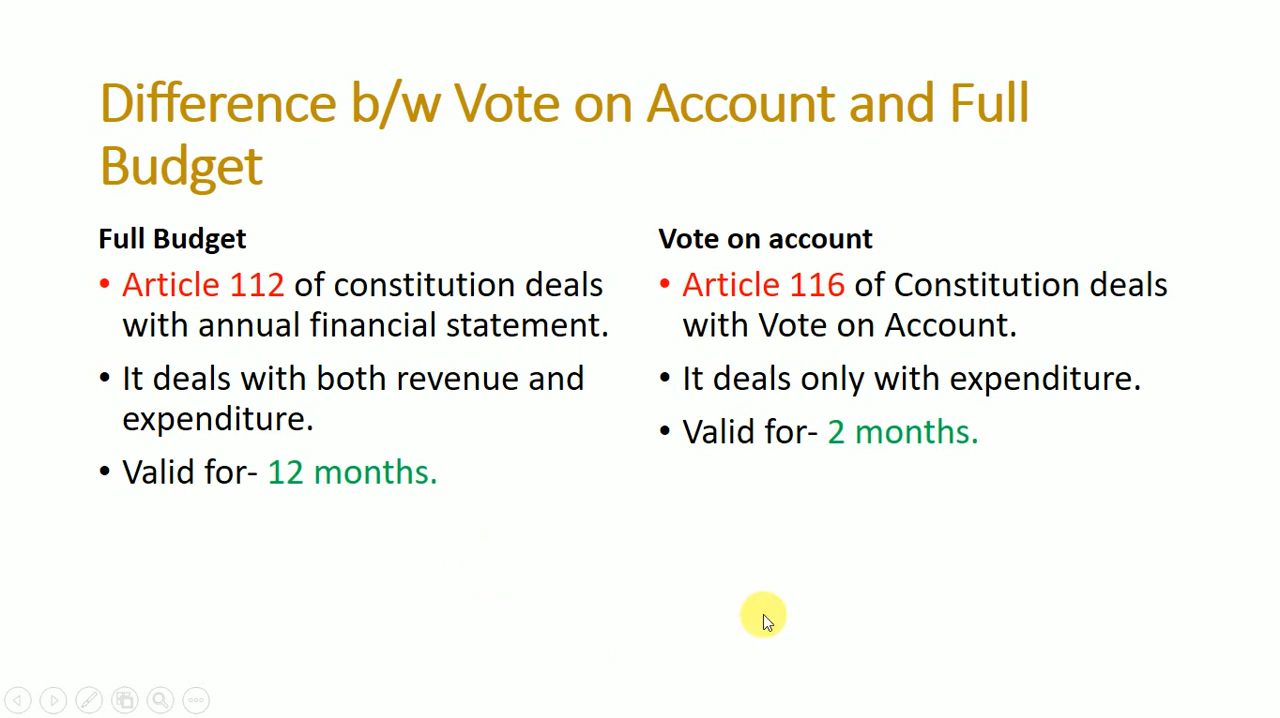 Difference b/w Vote on Account and Full
Budget
Full Budget
• Article 112 of constitution deals
with annual financial statement.
• It deals with both revenue and
expenditure.
• Valid for- 12 months.
Vote on account
• Article 116 of Constitution deals
with Vote on Account.
• It deals only with expenditure.
• Valid for- 2 months.